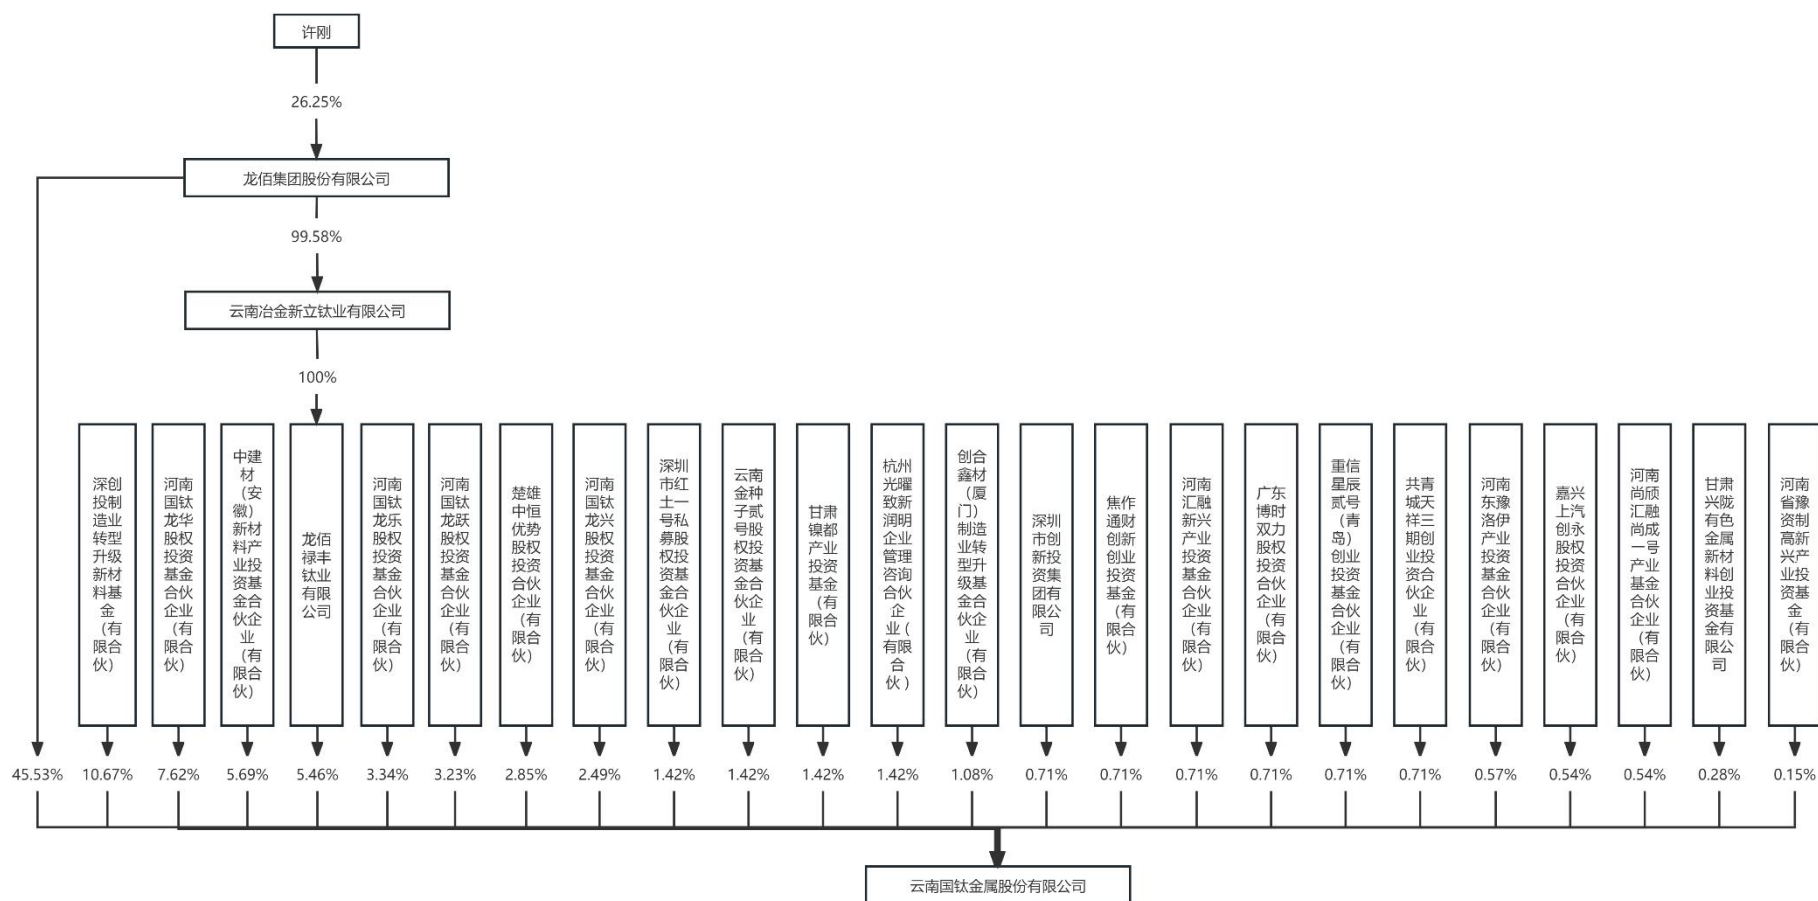 许刚
26.25%
龙佰集团股份有限公司
99.58%
云南冶金新立钛业有限公司
100%
深创
投制
造业
转型
升级
新材
料基
金
（有
限合
伙）
河南
国钛
龙华
股权
投资
基金
合伙
企业
（有
限合
伙）
中建
材
（安
徽）
新材
料产
业投
资基
金合
伙企
业
（有
限合
伙）
龙佰
禄丰
钛业
有限
公司
河南
国钛
龙乐
股权
投资
基金
合伙
企业
（有
限合
伙）
河南
国钛
龙跃
股权
投资
基金
合伙
企业
（有
限合
伙）
楚雄
中恒
优势
股权
投资
合伙
企业
（有
限合
伙）
河南
国钛
龙兴
股权
投资
基金
合伙
企业
（有
限合
伙）
深圳
市红
土一
号私
募股
权投
资基
金合
伙企
业
（有
限合
伙）
云南
金种
子贰
号股
权投
资基
金合
伙企
业
（有
限合
伙）
甘肃
镍都
产业
投资
基金
（有
限合
伙）
杭州
光曜
致新
润明
企业
管理
咨询
合伙
企
业 (
有限
合
伙 )
创合
鑫材
（厦
门）
制造
业转
型升
级基
金合
伙企
业
（有
限合
伙）
深圳
市创
新投
资集
团有
限公
司
焦作
通财
创新
创业
投资
基金
（有
限合
伙）
河南
汇融
新兴
产业
投资
基金
合伙
企业
（有
限合
伙）
广东
博时
双力
股权
投资
合伙
企业
（有
限合
伙）
重信
星辰
贰号
（青
岛）
创业
投资
基金
合伙
企业
（有
限合
伙）
共青
城天
祥三
期创
业投
资合
伙企
业
（有
限合
伙）
河南
东豫
洛伊
产业
投资
基金
合伙
企业
（有
限合
伙）
嘉兴
上汽
创永
股权
投资
合伙
企业
（有
限合
伙）
河南
尚颀
汇融
尚成
一号
产业
基金
合伙
企业
（有
限合
伙）
甘肃
兴陇
有色
金属
新材
料创
业投
资基
金有
限公
司
河南
省豫
资制
高新
兴产
业投
资基
金
（有
限合
伙）
45.53%
10.67%
7.62%
5.69%
5.46%
3.34%
3.23%
2.85%
2.49%
1.42%
1.42%
1.42%
1.42%
1.08%
0.71%
0.71%
0.71%
0.71%
0.71%
0.71%
0.57%
0.54%
0.54%
0.28%
0.15%
云南国钛金属股份有限公司